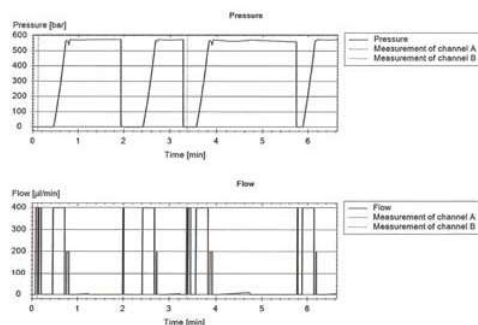 Pressure
Pressure [bar]
600
500
400
300
200
100
0
0 1 2 3 4 5 6
Time [min]
Pressure
Measurement of channel A
Measurement of channel B
Flow
Flow [µl/min]
400
300
200
100
0
0 1 2 3 4 5 6
Time [min]
Flow
Measurement of channel A
Measurement of channel B